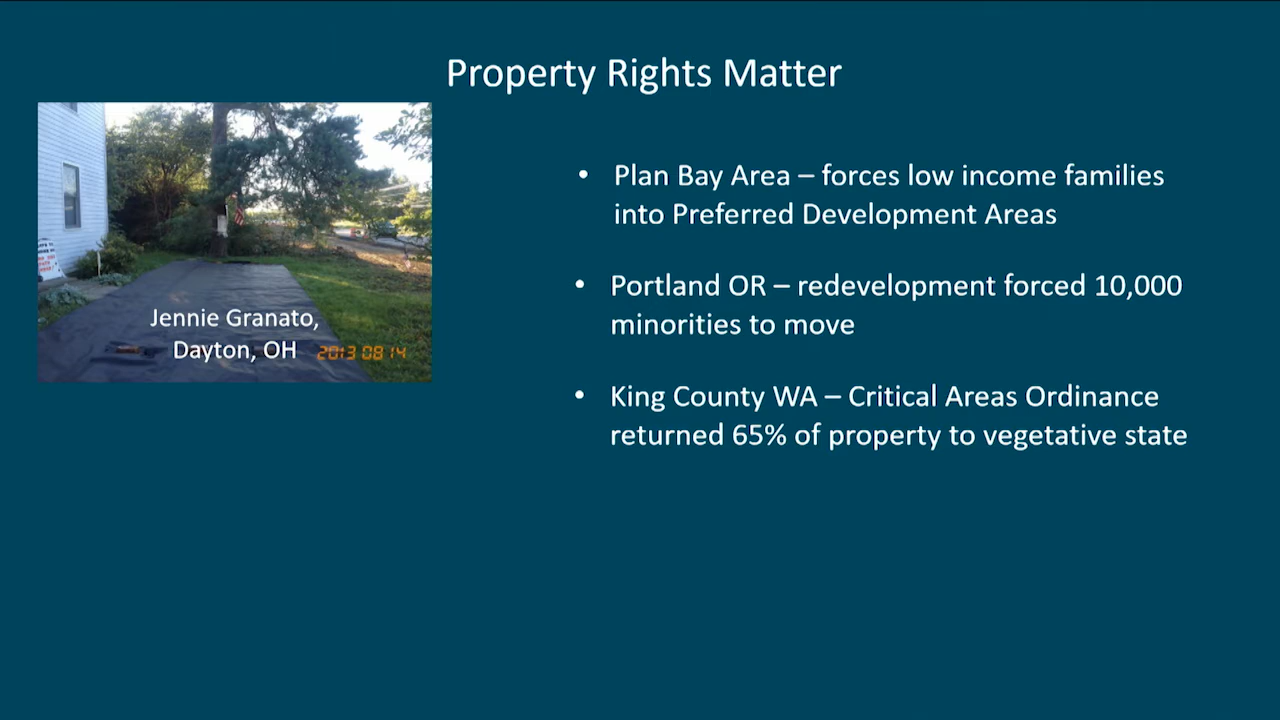 Property Rights Matter
Jennie Granato,
Dayton, OH
2013 08 14
• Plan Bay Area – forces low income families
into Preferred Development Areas
• Portland OR – redevelopment forced 10,000
minorities to move
• King County WA – Critical Areas Ordinance
returned 65% of property to vegetative state